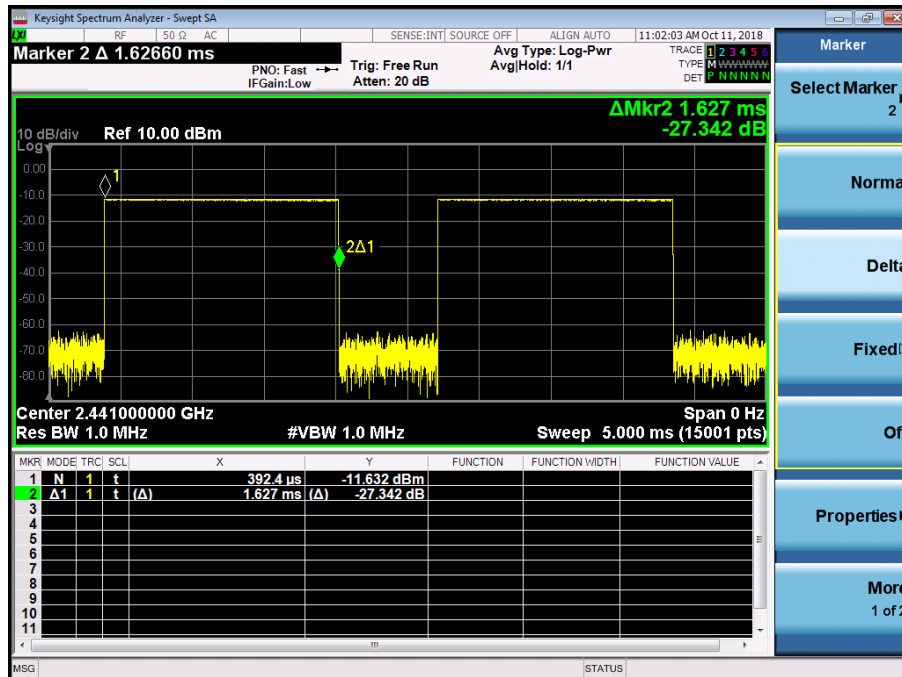 Keysight Spectrum Analyzer - Swept SA
LXI RF 50 Ω AC SENSE:INT SOURCE OFF ALIGN AUTO 11:02:03 AM Oct 11, 2018
Marker 2 Δ 1.62660 ms
PNO: Fast
IFGain:Low
Trig: Free Run
Atten: 20 dB
Avg Type: Log-Pwr
Avg|Hold: 1/1
TRACE 1 2 3 4 5 6
TYPE M WWWWW
DET P N N N N N
ΔMkr2 1.627 ms
-27.342 dB
10 dB/div Ref 10.00 dBm
Log
0.00
-10.0
-20.0
-30.0
-40.0
-50.0
-60.0
-70.0
-80.0
1
2Δ1
Center 2.441000000 GHz Span 0 Hz
Res BW 1.0 MHz #VBW 1.0 MHz Sweep 5.000 ms (15001 pts)
MKR MODE TRC SCL X Y FUNCTION FUNCTION WIDTH FUNCTION VALUE
1 N 1 t 392.4 µs -11.632 dBm
2 Δ1 1 t (Δ) 1.627 ms (Δ) -27.342 dB
3
4
5
6
7
8
9
10
11
MSG STATUS
Marker
Select Marker
2
Norma
Delta
Fixed
Of
Properties
More
1 of 2